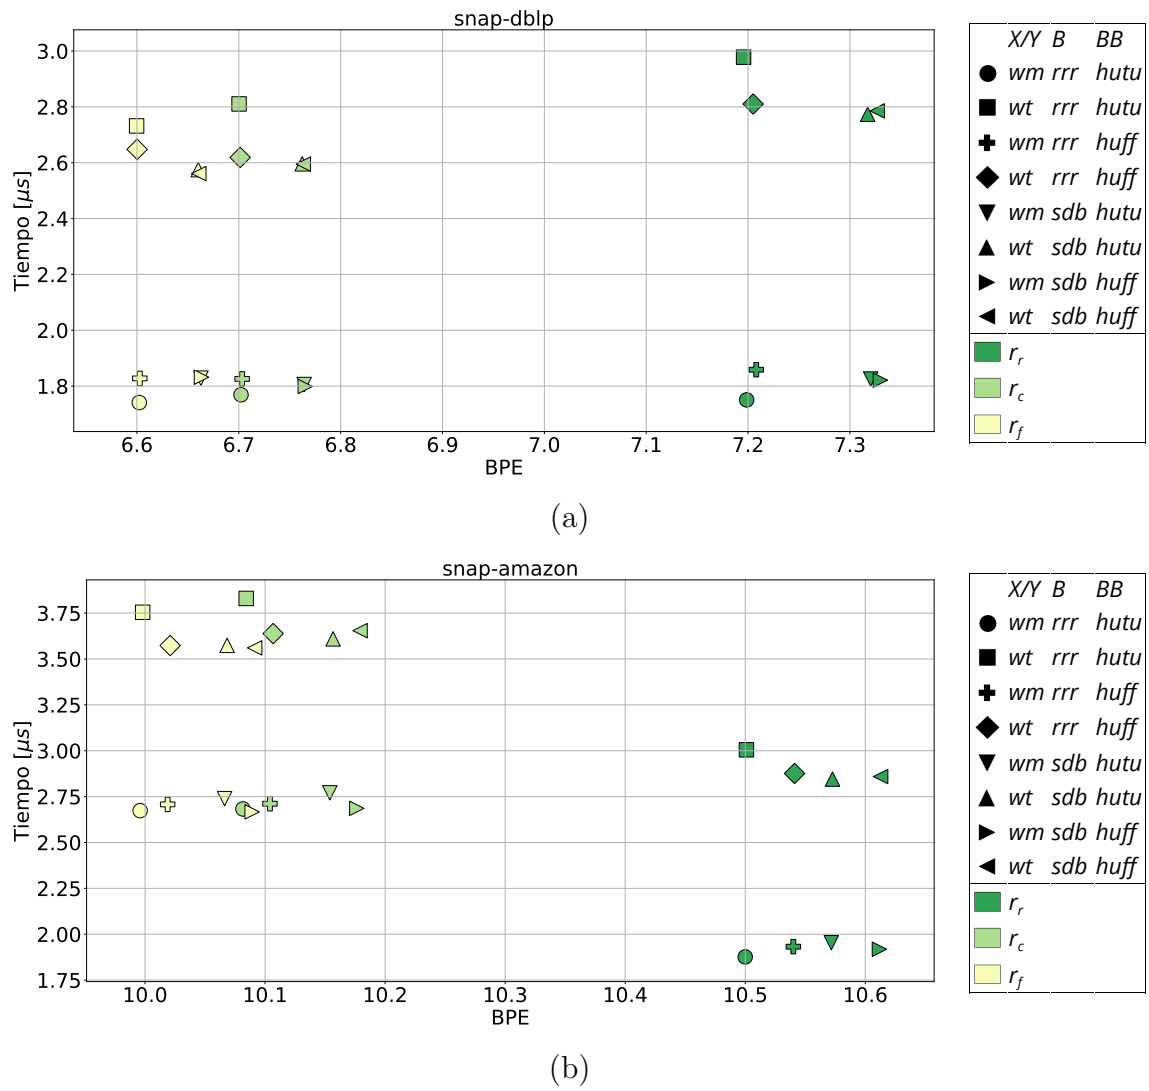 snap-dblp
3.0
2.8
2.6
2.4
2.2
2.0
1.8
Tiempo [μs]
6.6 6.7 6.8 6.9 7.0 7.1 7.2 7.3
BPE
X/Y B BB
wm rrr hutu
wt rrr hutu
wm rrr huff
wt rrr huff
wm sdb hutu
wt sdb hutu
wm sdb huff
wt sdb huff
r_r
r_c
r_f
(a)
snap-amazon
3.75
3.50
3.25
3.00
2.75
2.50
2.25
2.00
1.75
Tiempo [μs]
10.0 10.1 10.2 10.3 10.4 10.5 10.6
BPE
X/Y B BB
wm rrr hutu
wt rrr hutu
wm rrr huff
wt rrr huff
wm sdb hutu
wt sdb hutu
wm sdb huff
wt sdb huff
r_r
r_c
r_f
(b)